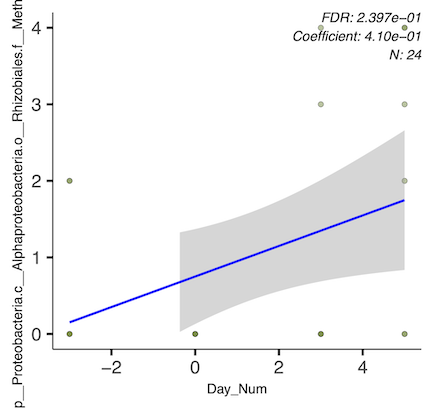 FDR: 2.397e−01
Coefficient: 4.10e−01
N: 24
p__Proteobacteria.c__Alphaproteobacteria.o__Rhizobiales.f__Meth
4
3
2
1
0
−2
0
2
4
Day_Num